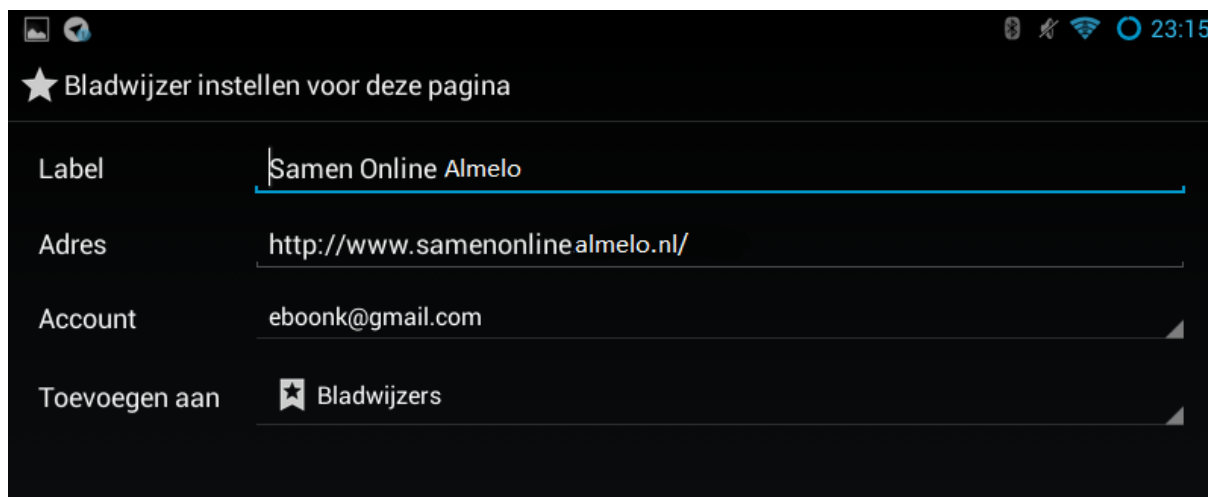 23:15
Bladwijzer instellen voor deze pagina
Label Samen Online Almelo
Adres http://www.samenonlinealmelo.nl/
Account eboonk@gmail.com
Toevoegen aan Bladwijzers